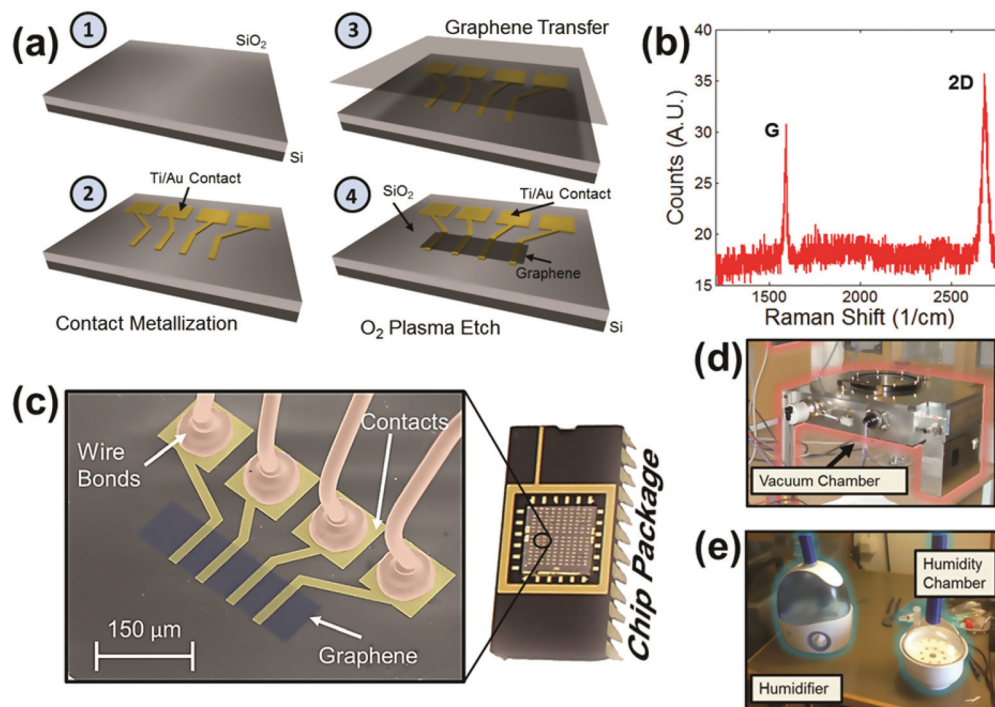 (a)
1
SiO2
Si
3
Graphene Transfer
2
Ti/Au Contact
Contact Metallization
4
SiO2
Ti/Au Contact
Graphene
Si
O2 Plasma Etch
(b)
40
35
30
25
20
15
Counts (A.U.)
G
2D
1500
2000
2500
Raman Shift (1/cm)
(c)
Wire
Bonds
Contacts
150 µm
Graphene
Chip Package
(d)
Vacuum Chamber
(e)
Humidity
Chamber
Humidifier